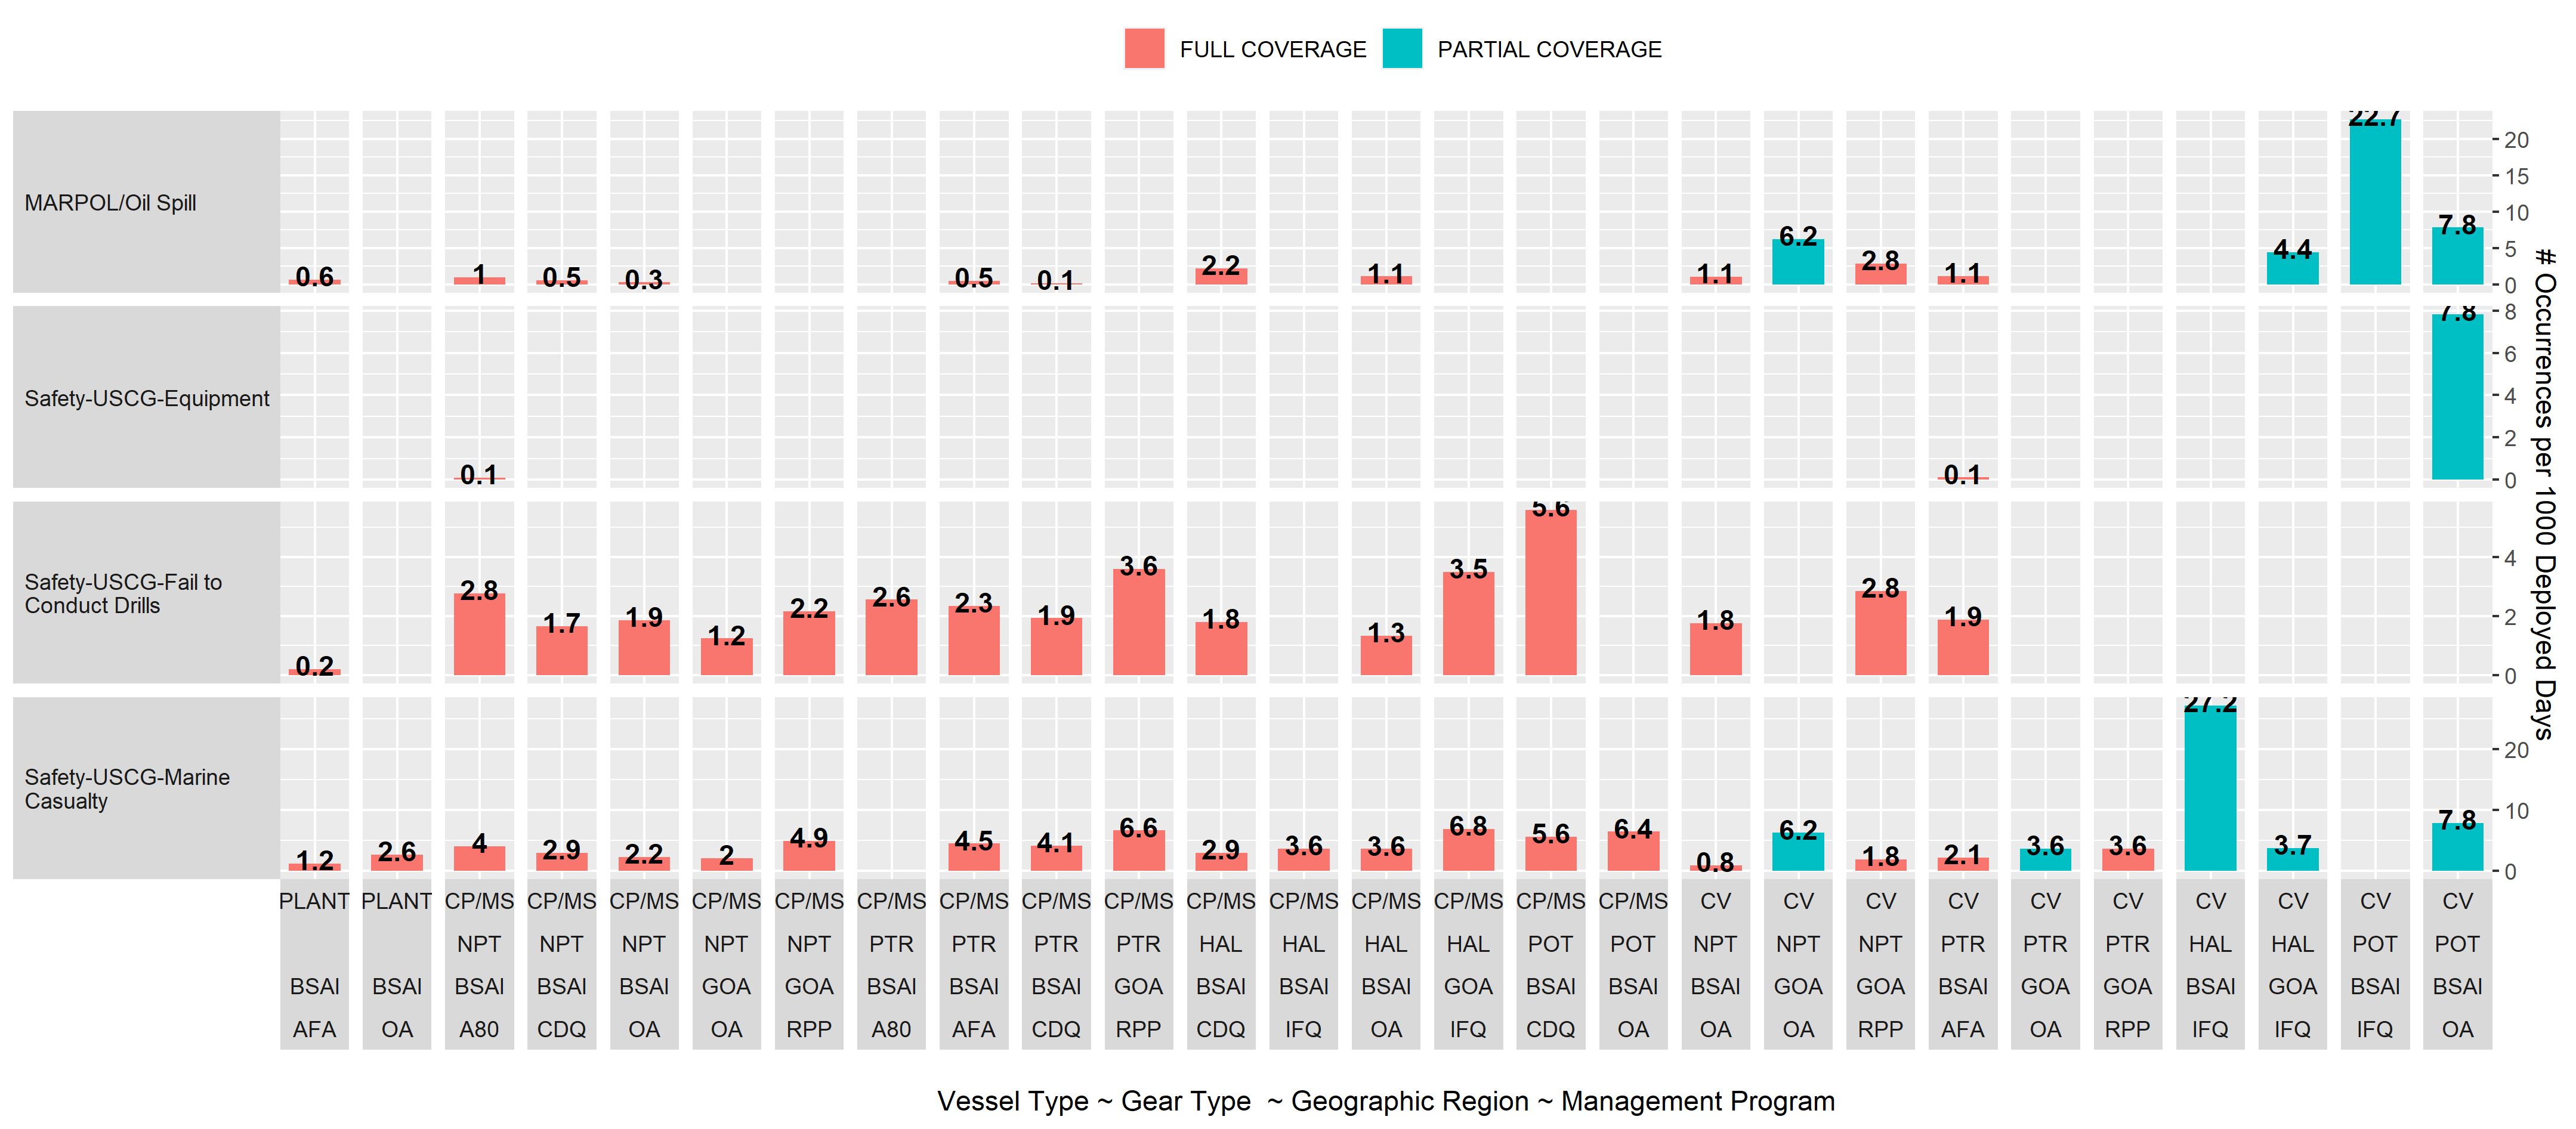 FULL COVERAGE PARTIAL COVERAGE
MARPOL/Oil Spill
0.6 1 0.5 0.3 0.5 0.1 2.2 1.1 1.1 6.2 2.8 1.1 4.4 22.7 7.8
20
15
10
5
0
Safety-USCG-Equipment
0.1 0.1 7.8
8
6
4
2
0
Safety-USCG-Fail to
Conduct Drills
0.2 2.8 1.7 1.9 1.2 2.2 2.6 2.3 1.9 3.6 1.8 1.3 3.5 5.6 1.8 2.8 1.9
4
2
0
Safety-USCG-Marine
Casualty
1.2 2.6 4 2.9 2.2 2 4.9 4.5 4.1 6.6 2.9 3.6 3.6 6.8 5.6 6.4 0.8 6.2 1.8 2.1 3.6 3.6 27.2 3.7 7.8
20
10
0
# Occurrences per 1000 Deployed Days
PLANT PLANT CP/MS CP/MS CP/MS CP/MS CP/MS CP/MS CP/MS CP/MS CP/MS CP/MS CP/MS CP/MS CP/MS CP/MS CP/MS CV CV CV CV CV CV CV CV CV CV
NPT NPT NPT NPT NPT PTR PTR PTR PTR HAL HAL HAL HAL POT POT NPT NPT NPT PTR PTR PTR HAL HAL POT POT
BSAI BSAI BSAI BSAI BSAI GOA GOA BSAI BSAI BSAI GOA BSAI BSAI BSAI GOA BSAI BSAI BSAI GOA GOA BSAI GOA GOA BSAI GOA BSAI BSAI
AFA OA A80 CDQ OA OA RPP A80 AFA CDQ RPP CDQ IFQ OA IFQ CDQ OA OA OA RPP AFA OA RPP IFQ IFQ IFQ OA
Vessel Type ~ Gear Type ~ Geographic Region ~ Management Program